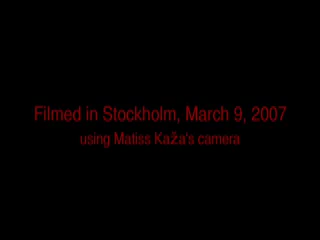 Filmed in Stockholm, March 9, 2007
using Matiss Kaža's camera